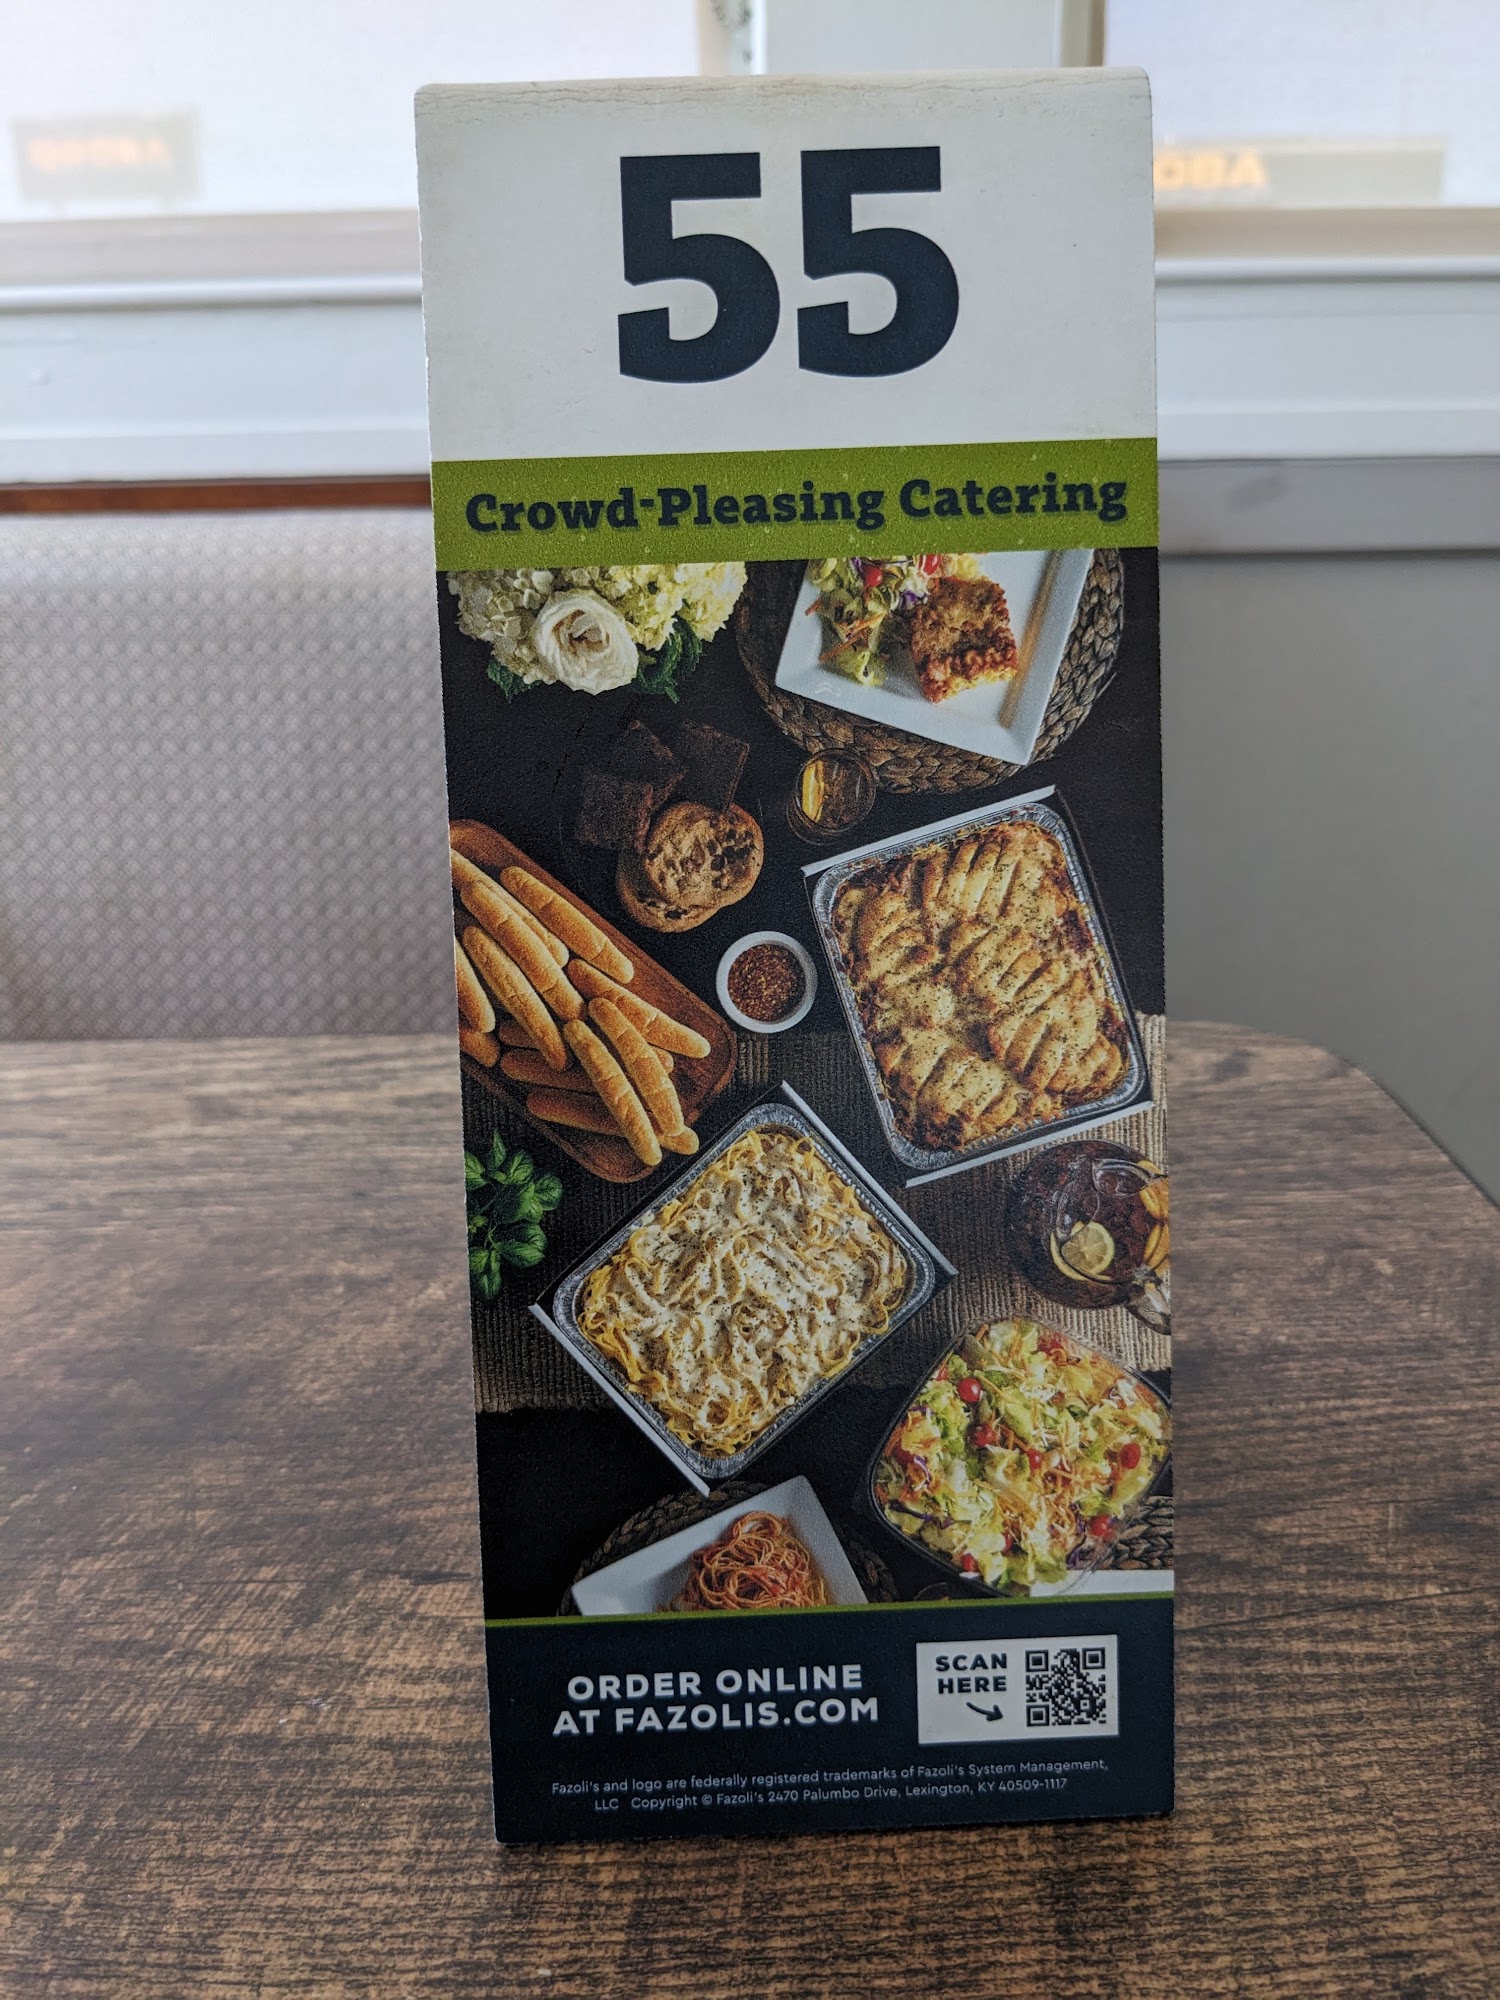 55
Crowd-Pleasing Catering
ORDER ONLINE
AT FAZOLIS.COM
SCAN
HERE
Fazoli's and logo are federally registered trademarks of Fazoli's System Management,
LLC Copyright © Fazoli's 2470 Palumbo Drive, Lexington, KY 40509-1117